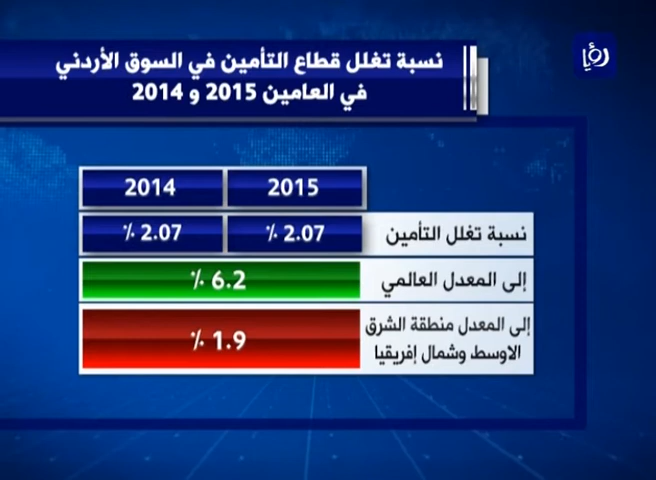 رؤيا
نسبة تغلل قطاع التأمين في السوق الأردني
في العامين 2015 و 2014
2015
2014
نسبة تغلل التأمين
2.07 %
2.07 %
إلى المعدل العالمي
6.2 %
إلى المعدل منطقة الشرق
الاوسط وشمال إفريقيا
1.9 %